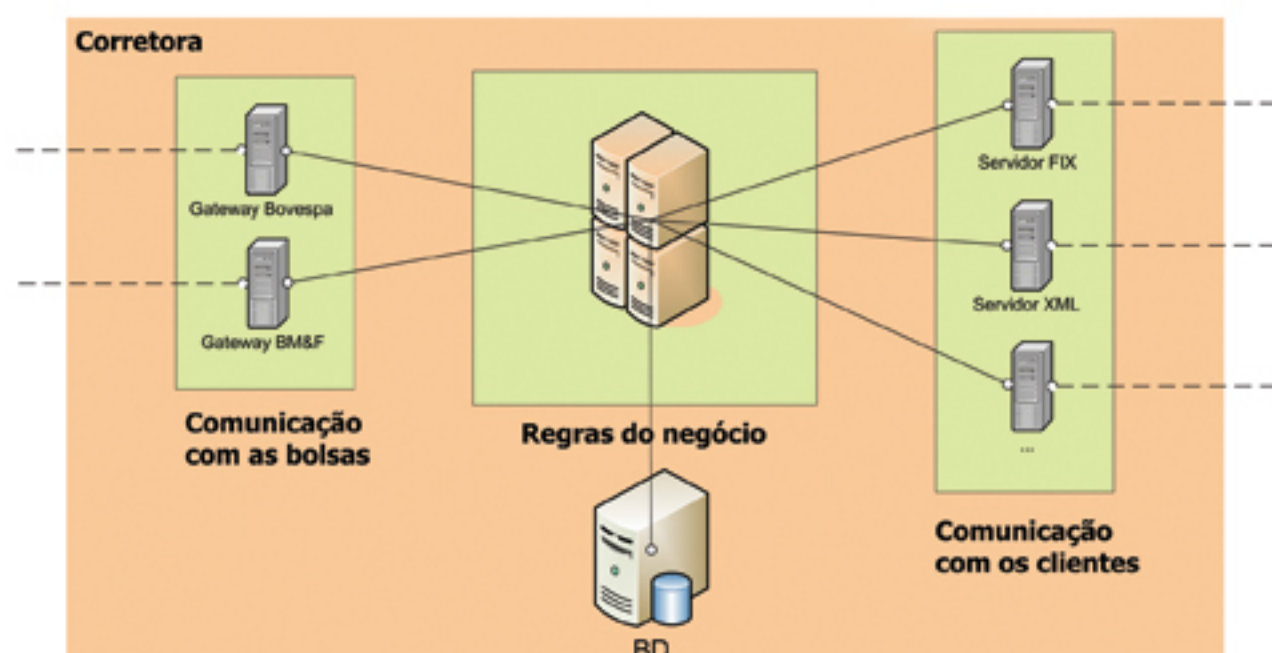 Corretora
Gateway Bovespa
Gateway BM&F
Comunicação
com as bolsas
Regras do negócio
BD
Servidor FIX
Servidor XML
...
Comunicação
com os clientes